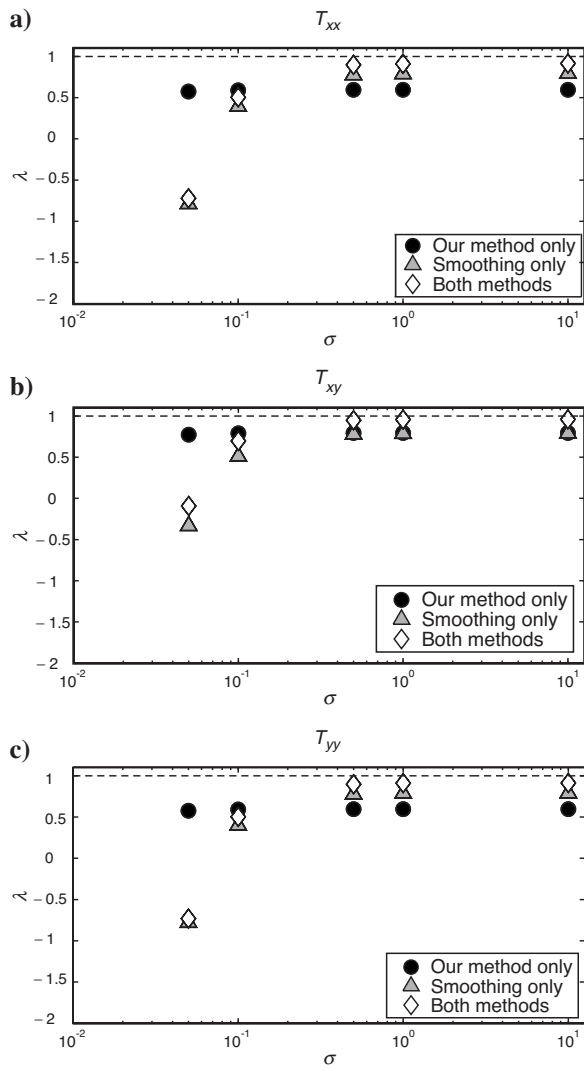 a)
T_xx
1
0.5
0
− 0.5
− 1
− 1.5
− 2
λ
Our method only
Smoothing only
Both methods
10^−2
10^−1
10^0
10^1
σ
b)
T_xy
1
0.5
0
− 0.5
− 1
− 1.5
− 2
λ
Our method only
Smoothing only
Both methods
10^−2
10^−1
10^0
10^1
σ
c)
T_yy
1
0.5
0
− 0.5
− 1
− 1.5
− 2
λ
Our method only
Smoothing only
Both methods
10^−2
10^−1
10^0
10^1
σ